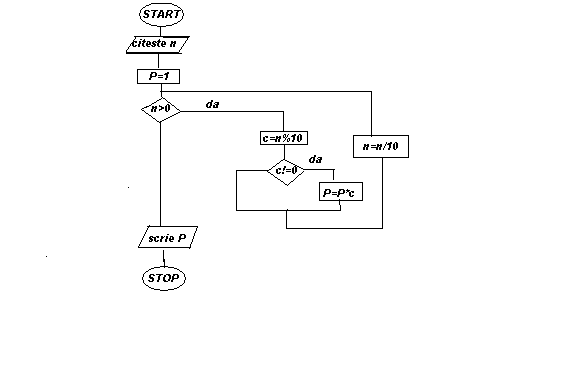 START
citeste n
P=1
n>0
da
c=n%10
n=n/10
c!=0
da
P=P*c
scrie P
STOP